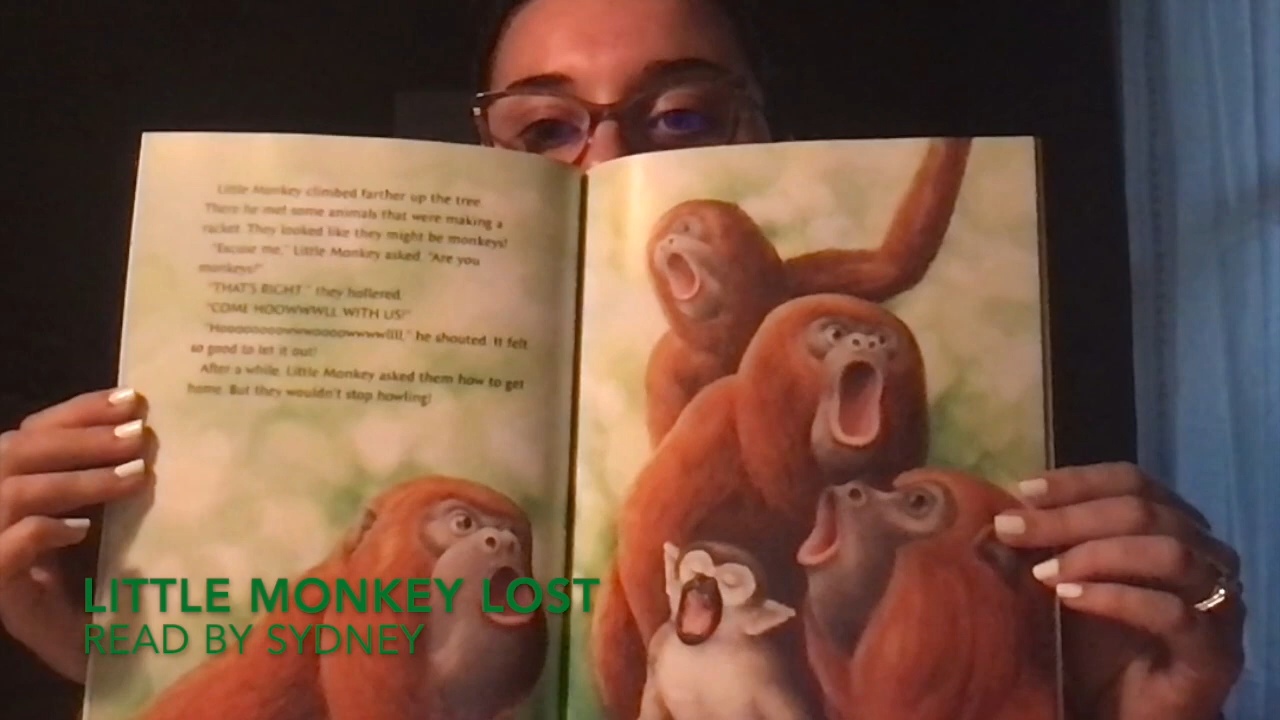 Little Monkey climbed farther up the tree.
There he met some animals that were making a
racket. They looked like they might be monkeys!
"Excuse me," Little Monkey asked. "Are you
monkeys?"
"THAT'S RIGHT," they hollered.
"COME HOOWWWLL WITH US!"
he shouted. It felt
so good to let it out!
After a while, Little Monkey asked them how to get
home. But they wouldn't stop howling!
LITTLE MONKEY LOST
READ BY SYDNEY